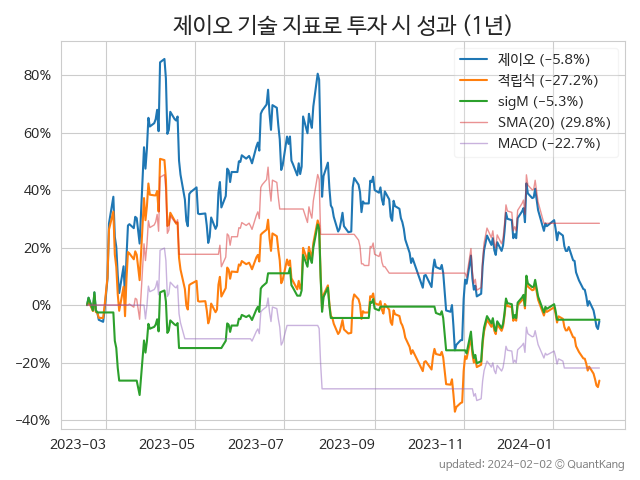 제이오 기술 지표로 투자 시 성과 (1년)
제이오 (−5.8%)
적립식 (−27.2%)
sigM (−5.3%)
SMA(20) (29.8%)
MACD (−22.7%)
80%
60%
40%
20%
0%
−20%
−40%
2023−03 2023−05 2023−07 2023−09 2023−11 2024−01
updated: 2024−02−02 © QuantKang